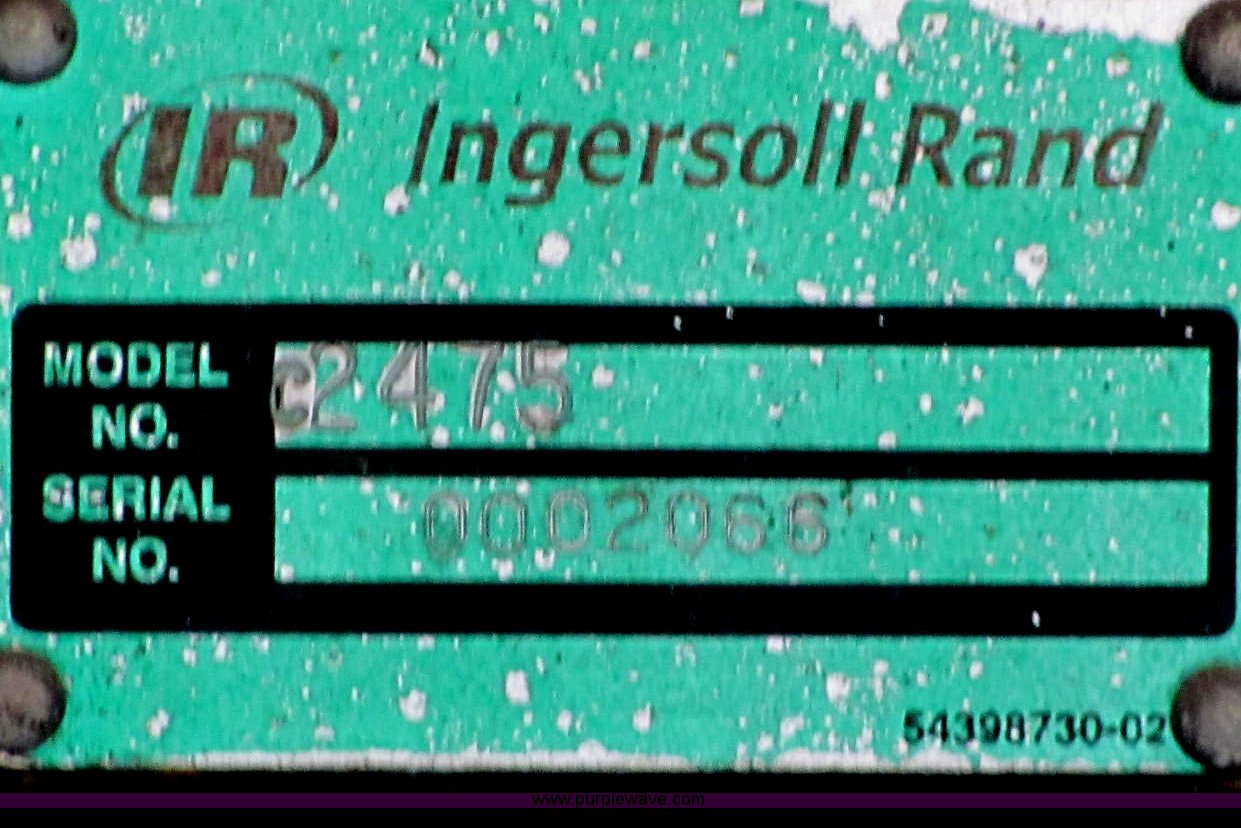 IR Ingersoll Rand
MODEL NO. 2475
SERIAL NO. 0002066
54398730-02
www.purplewave.com